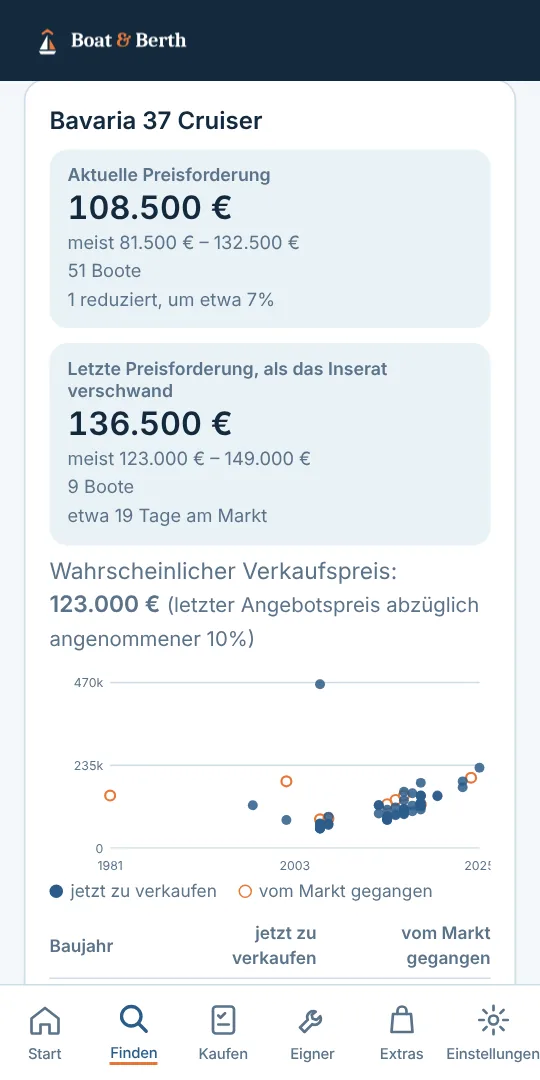 Boat & Berth
Bavaria 37 Cruiser
Aktuelle Preisforderung
108.500 €
meist 81.500 € – 132.500 €
51 Boote
1 reduziert, um etwa 7%
Letzte Preisforderung, als das Inserat
verschwand
136.500 €
meist 123.000 € – 149.000 €
9 Boote
etwa 19 Tage am Markt
Wahrscheinlicher Verkaufspreis:
123.000 € (letzter Angebotspreis abzüglich
angenommener 10%)
470k
235k
0
1981 2003 2025
jetzt zu verkaufen vom Markt gegangen
Baujahr jetzt zu verkaufen vom Markt gegangen
Start Finden Kaufen Eigner Extras Einstellungen